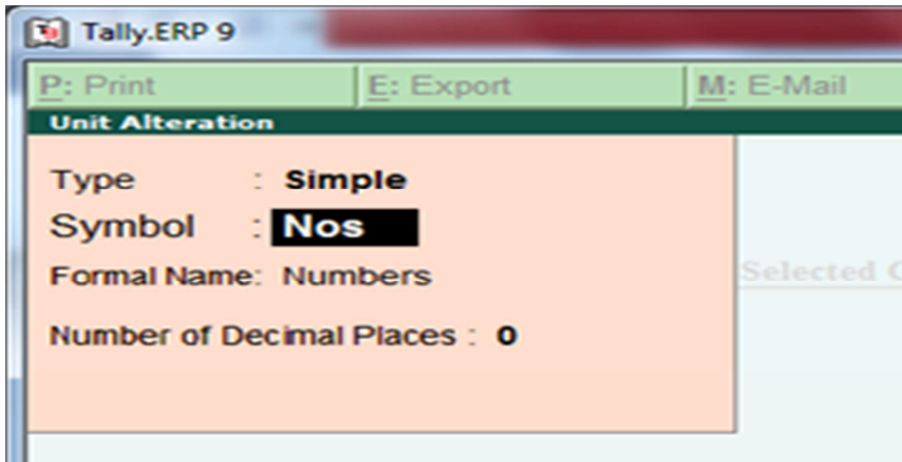 Tally.ERP 9
P: Print E: Export M: E-Mail
Unit Alteration
Type : Simple
Symbol : Nos
Selected
Formal Name: Numbers
Number of Decimal Places : 0